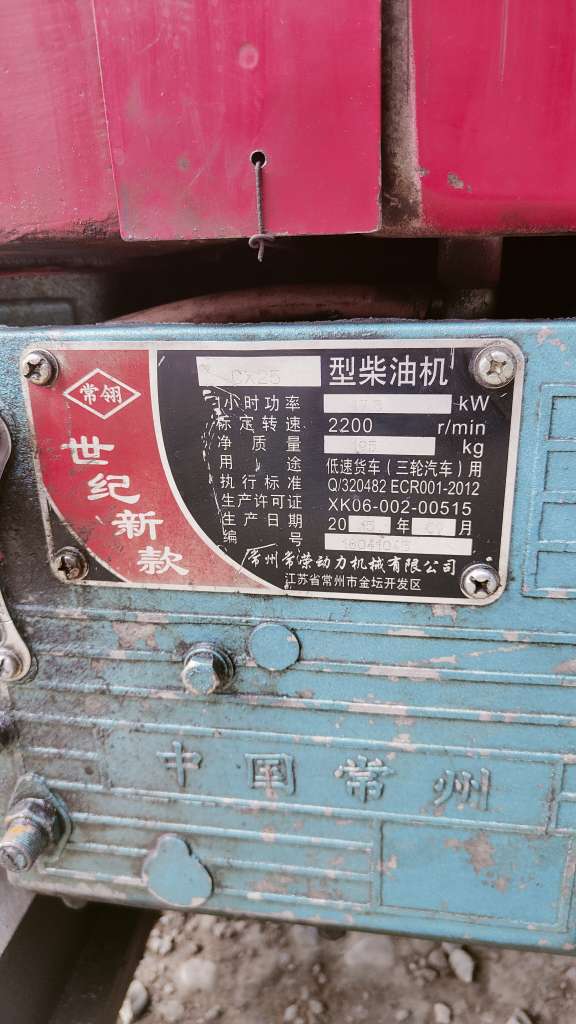 常翎
世纪新款
CX25 型柴油机
小时功率 kW
标定转速 2200 r/min
净质量 195 kg
用途 低速货车（三轮汽车）用
执行标准 Q/320482 ECR001-2012
生产许可证 XK06-002-00515
生产日期 20 年 月
编号
常州常荣动力机械有限公司
江苏省常州市金坛开发区
中国常州